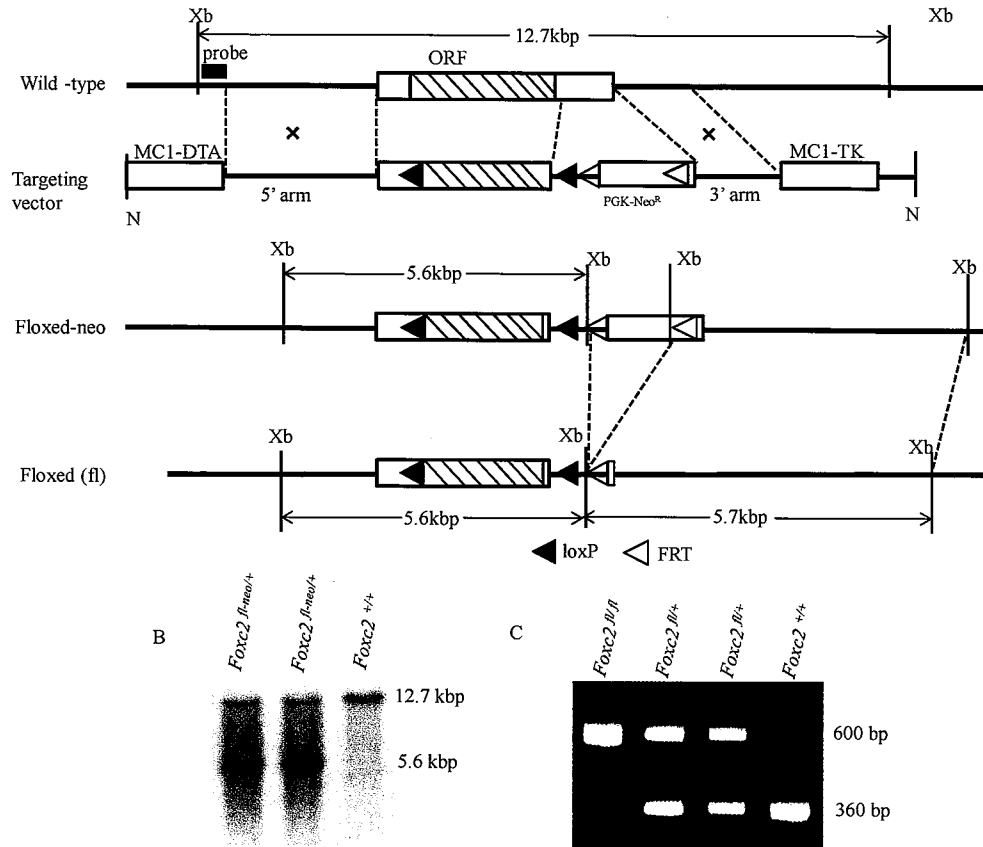 Xb Xb
12.7kbp
probe
ORF
Wild -type
MC1-DTA MC1-TK
Targeting
vector
5' arm PGK-Neoᴿ 3' arm
N N
Xb Xb Xb Xb
5.6kbp
Floxed-neo
Xb Xb Xb
Floxed (fl)
5.6kbp 5.7kbp
loxP FRT
B
Foxc2 fl-neo/+ Foxc2 fl-neo/+ Foxc2 +/+
12.7 kbp
5.6 kbp
C
Foxc2 fl/fl Foxc2 fl/+ Foxc2 fl/+ Foxc2 +/+
600 bp
360 bp